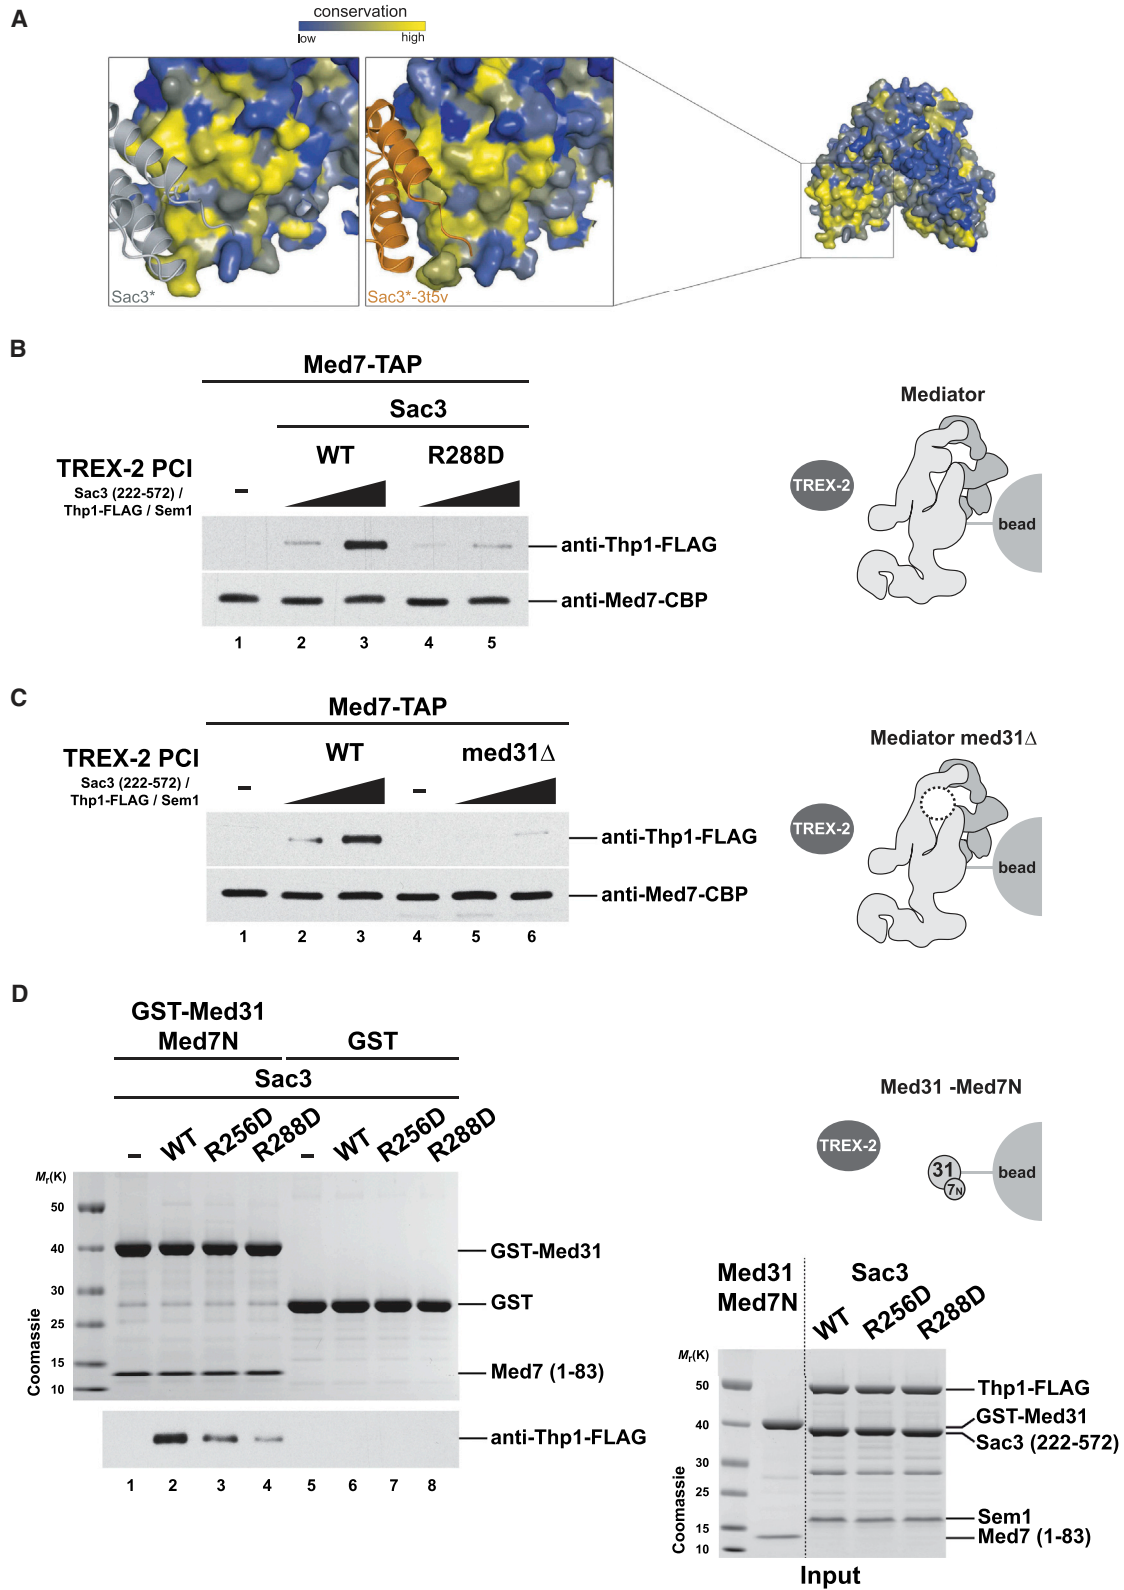 A
conservation
low
high
Sac3*
Sac3*-3t5v
B
Med7-TAP
Sac3
WT
R288D
TREX-2 PCI
Sac3 (222-572) /
Thp1-FLAG / Sem1
–
anti-Thp1-FLAG
anti-Med7-CBP
1 2 3 4 5
Mediator
TREX-2
bead
C
Med7-TAP
WT
med31Δ
TREX-2 PCI
Sac3 (222-572) /
Thp1-FLAG / Sem1
– –
anti-Thp1-FLAG
anti-Med7-CBP
1 2 3 4 5 6
Mediator med31Δ
TREX-2
bead
D
GST-Med31
Med7N
GST
Sac3
– WT R256D R288D – WT R256D R288D
Mr(K)
50
40
30
25
15
10
Coomassie
GST-Med31
GST
Med7 (1-83)
anti-Thp1-FLAG
1 2 3 4 5 6 7 8
Med31 -Med7N
TREX-2
31
7N
bead
Med31
Med7N
Sac3
WT R256D R288D
Mr(K)
50
40
30
25
15
10
Coomassie
Thp1-FLAG
GST-Med31
Sac3 (222-572)
Sem1
Med7 (1-83)
Input